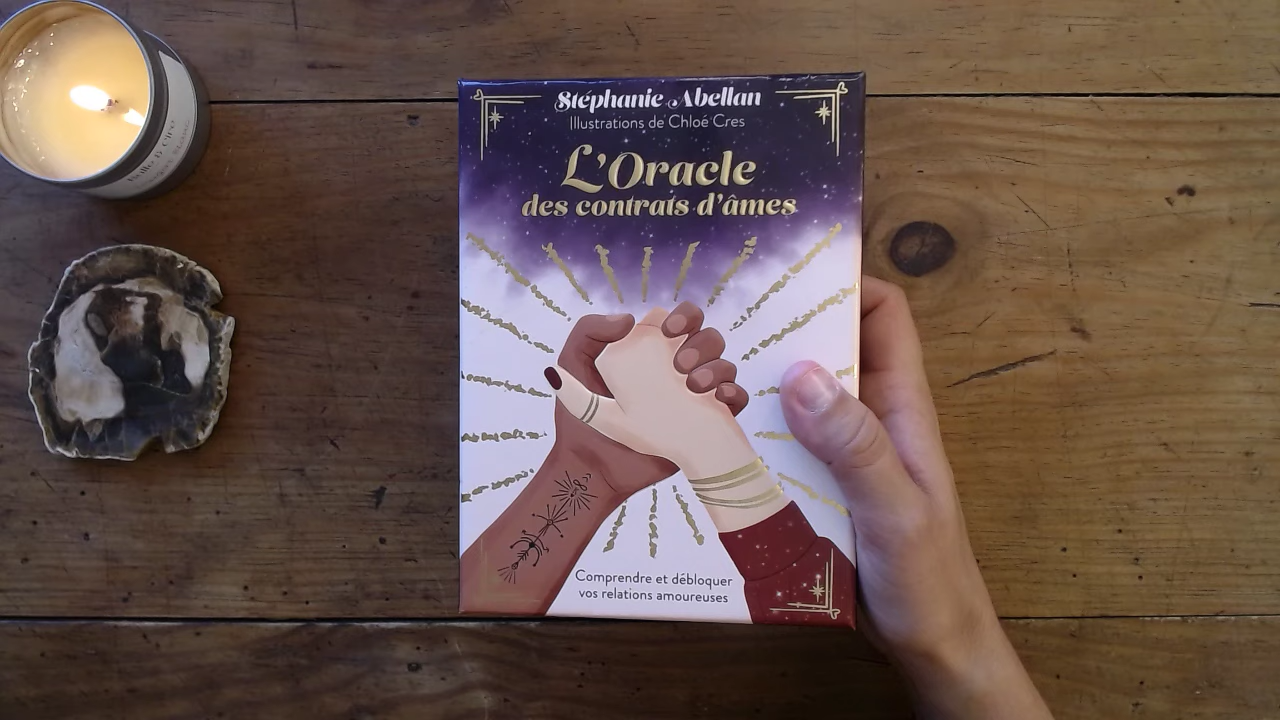 Stéphanie Abellan
Illustrations de Chloé Cres
L'Oracle
des contrats d'âmes
Comprendre et débloquer
vos relations amoureuses